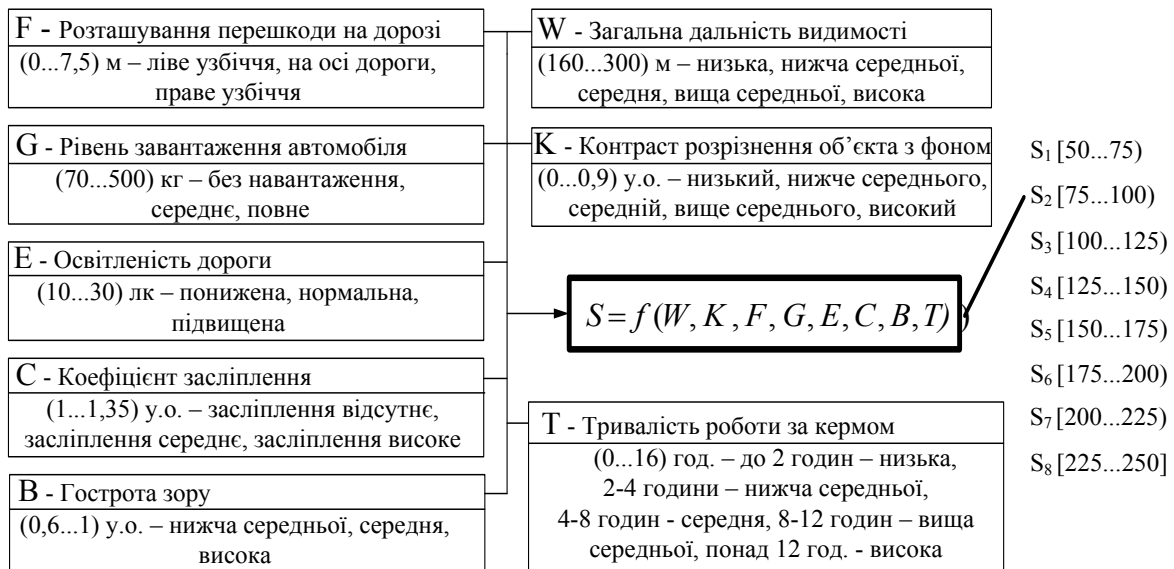 F - Розташування перешкоди на дорозі
(0...7,5) м – ліве узбіччя, на осі дороги,
праве узбіччя
G - Рівень завантаження автомобіля
(70...500) кг – без навантаження,
середнє, повне
E - Освітленість дороги
(10...30) лк – понижена, нормальна,
підвищена
C - Коефіцієнт засліплення
(1...1,35) у.о. – засліплення відсутнє,
засліплення середнє, засліплення високе
B - Гострота зору
(0,6...1) у.о. – нижча середньої, середня,
висока
W - Загальна дальність видимості
(160...300) м – низька, нижча середньої,
середня, вища середньої, висока
K - Контраст розрізнення об’єкта з фоном
(0...0,9) у.о. – низький, нижче середнього,
середній, вище середнього, високий
S = f (W, K , F, G, E, C, B, T) )
T - Тривалість роботи за кермом
(0...16) год. – до 2 годин – низька,
2-4 години – нижча середньої,
4-8 годин - середня, 8-12 годин – вища
середньої, понад 12 год. - висока
S₁ [50...75)
S₂ [75...100)
S₃ [100...125)
S₄ [125...150)
S₅ [150...175)
S₆ [175...200)
S₇ [200...225)
S₈ [225...250]